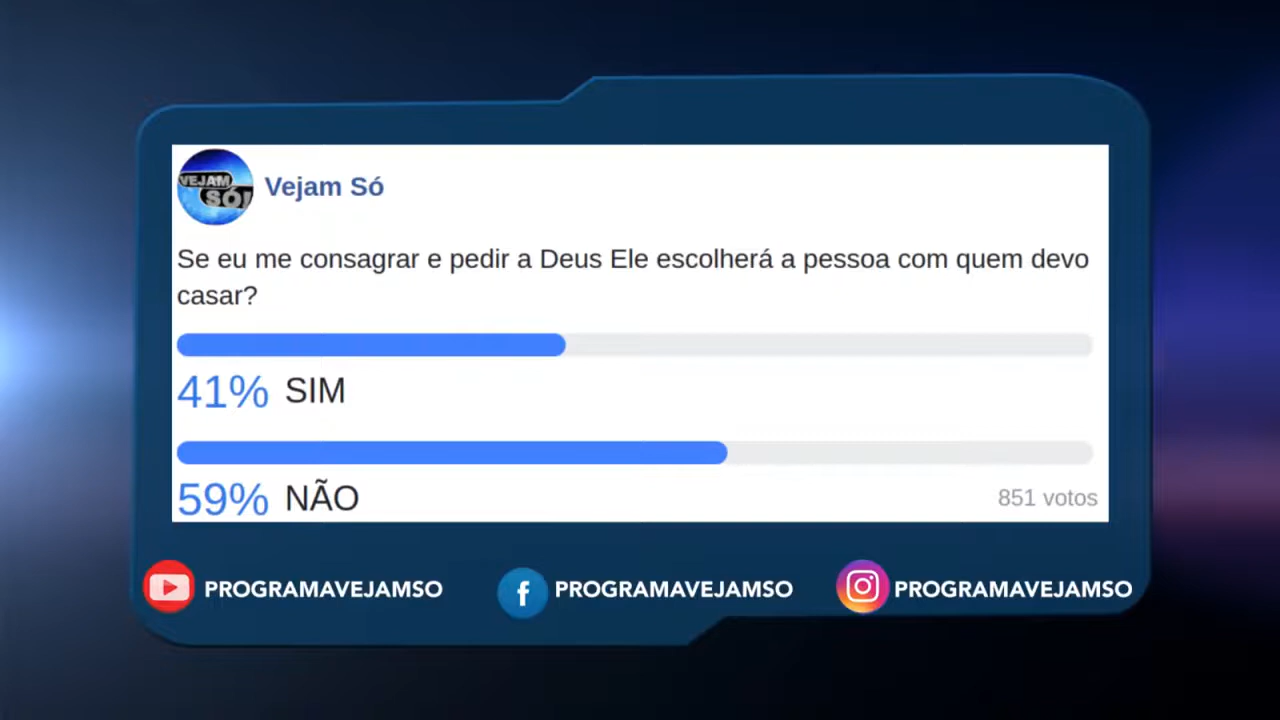 VEJAM
SÓ!
Vejam Só
Se eu me consagrar e pedir a Deus Ele escolherá a pessoa com quem devo
casar?
41% SIM
59% NÃO
851 votos
PROGRAMAVEJAMSO
PROGRAMAVEJAMSO
PROGRAMAVEJAMSO